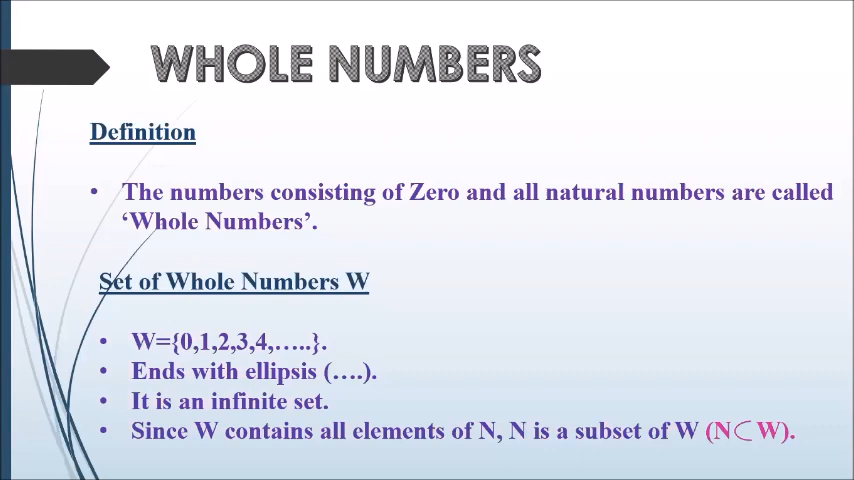 WHOLE NUMBERS
Definition
• The numbers consisting of Zero and all natural numbers are called
‘Whole Numbers’.
Set of Whole Numbers W
• W={0,1,2,3,4,…..}.
• Ends with ellipsis (….).
• It is an infinite set.
• Since W contains all elements of N, N is a subset of W (N⊂W).